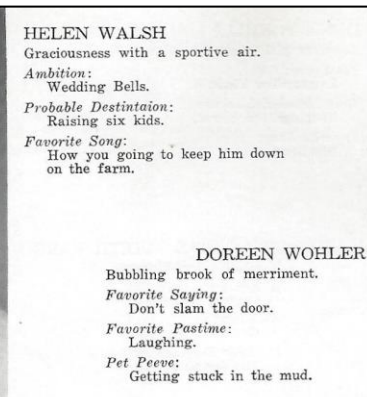 HELEN WALSH
Graciousness with a sportive air.
Ambition:
Wedding Bells.
Probable Destintaion:
Raising six kids.
Favorite Song:
How you going to keep him down
on the farm.
DOREEN WOHLER
Bubbling brook of merriment.
Favorite Saying:
Don't slam the door.
Favorite Pastime:
Laughing.
Pet Peeve:
Getting stuck in the mud.